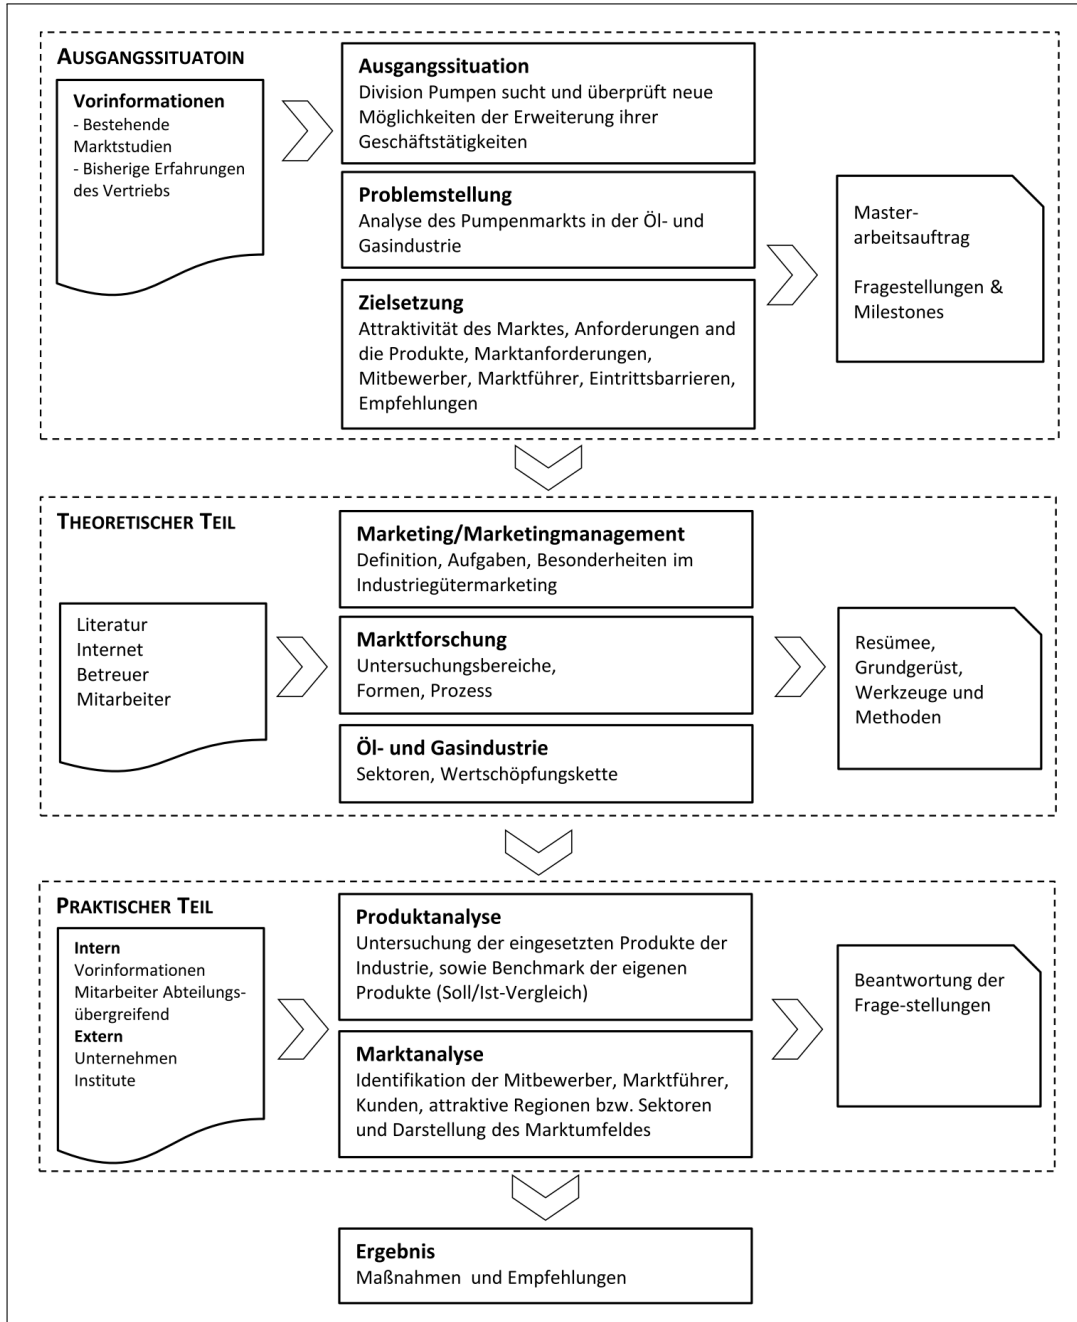 AUSGANGSSITUATOIN
Vorinformationen
- Bestehende
Marktstudien
- Bisherige Erfahrungen
des Vertriebs
Ausgangssituation
Division Pumpen sucht und überprüft neue
Möglichkeiten der Erweiterung ihrer
Geschäftstätigkeiten
Problemstellung
Analyse des Pumpenmarkts in der Öl- und
Gasindustrie
Zielsetzung
Attraktivität des Marktes, Anforderungen and
die Produkte, Marktanforderungen,
Mitbewerber, Marktführer, Eintrittsbarrieren,
Empfehlungen
Master-
arbeitsauftrag
Fragestellungen &
Milestones
THEORETISCHER TEIL
Literatur
Internet
Betreuer
Mitarbeiter
Marketing/Marketingmanagement
Definition, Aufgaben, Besonderheiten im
Industriegütermarketing
Marktforschung
Untersuchungsbereiche,
Formen, Prozess
Öl- und Gasindustrie
Sektoren, Wertschöpfungskette
Resümee,
Grundgerüst,
Werkzeuge und
Methoden
PRAKTISCHER TEIL
Intern
Vorinformationen
Mitarbeiter Abteilungs-
übergreifend
Extern
Unternehmen
Institute
Produktanalyse
Untersuchung der eingesetzten Produkte der
Industrie, sowie Benchmark der eigenen
Produkte (Soll/Ist-Vergleich)
Marktanalyse
Identifikation der Mitbewerber, Marktführer,
Kunden, attraktive Regionen bzw. Sektoren
und Darstellung des Marktumfeldes
Beantwortung der
Frage-stellungen
Ergebnis
Maßnahmen und Empfehlungen